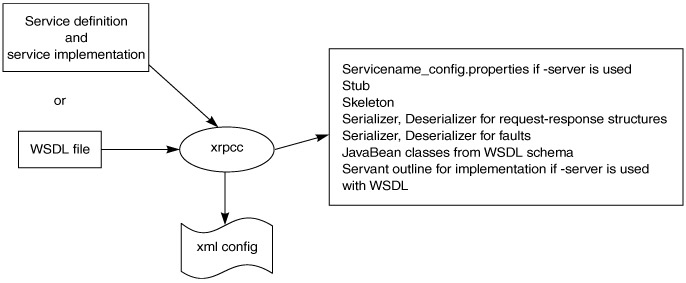 Service definition
and
service implementation
or
WSDL file
xrpcc
xml config
Servicename_config.properties if -server is used
Stub
Skeleton
Serializer, Deserializer for request-response structures
Serializer, Deserializer for faults
JavaBean classes from WSDL schema
Servant outline for implementation if -server is used
with WSDL